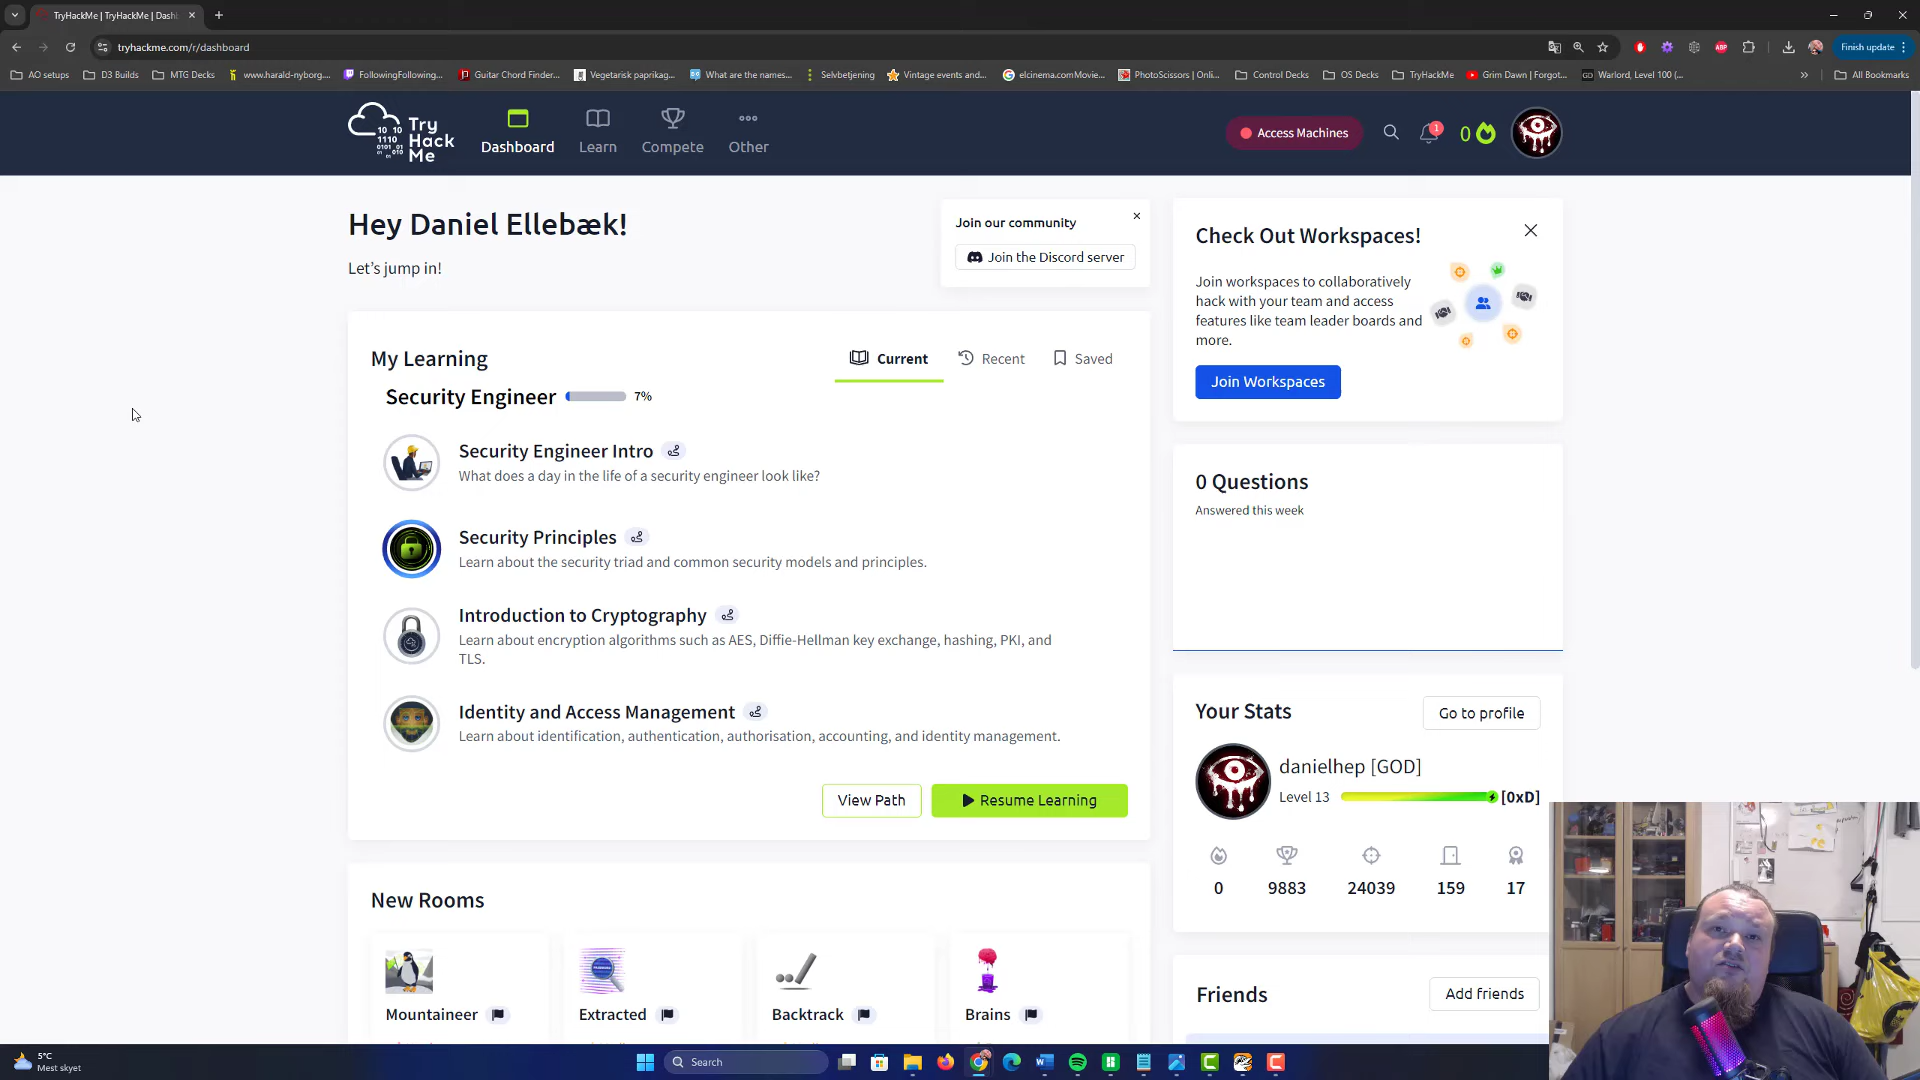 TryHackMe | TryHackMe | Dash
tryhackme.com/r/dashboard
Finish update
AO setups
D3 Builds
MTG Decks
www.harald-nyborg....
FollowingFollowing...
Guitar Chord Finder...
Vegetarisk paprikag...
What are the names...
Selvbetjening
Vintage events and...
elcinema.comMovie...
PhotoScissors | Onli...
Control Decks
OS Decks
TryHackMe
Grim Dawn | Forgot...
Warlord, Level 100 (...
All Bookmarks
Try
Hack
Me
Dashboard
Learn
Compete
Other
Access Machines
1
0
Hey Daniel Ellebæk!
Let's jump in!
Join our community
Join the Discord server
Check Out Workspaces!
Join workspaces to collaboratively
hack with your team and access
features like team leader boards and
more.
Join Workspaces
My Learning
Current
Recent
Saved
Security Engineer
7%
Security Engineer Intro
What does a day in the life of a security engineer look like?
Security Principles
Learn about the security triad and common security models and principles.
Introduction to Cryptography
Learn about encryption algorithms such as AES, Diffie-Hellman key exchange, hashing, PKI, and
TLS.
Identity and Access Management
Learn about identification, authentication, authorisation, accounting, and identity management.
View Path
Resume Learning
0 Questions
Answered this week
Your Stats
Go to profile
danielhep [GOD]
Level 13
[0xD]
0
9883
24039
159
17
New Rooms
Mountaineer
Extracted
Backtrack
Brains
Friends
Add friends
5°C
Mest skyet
Search